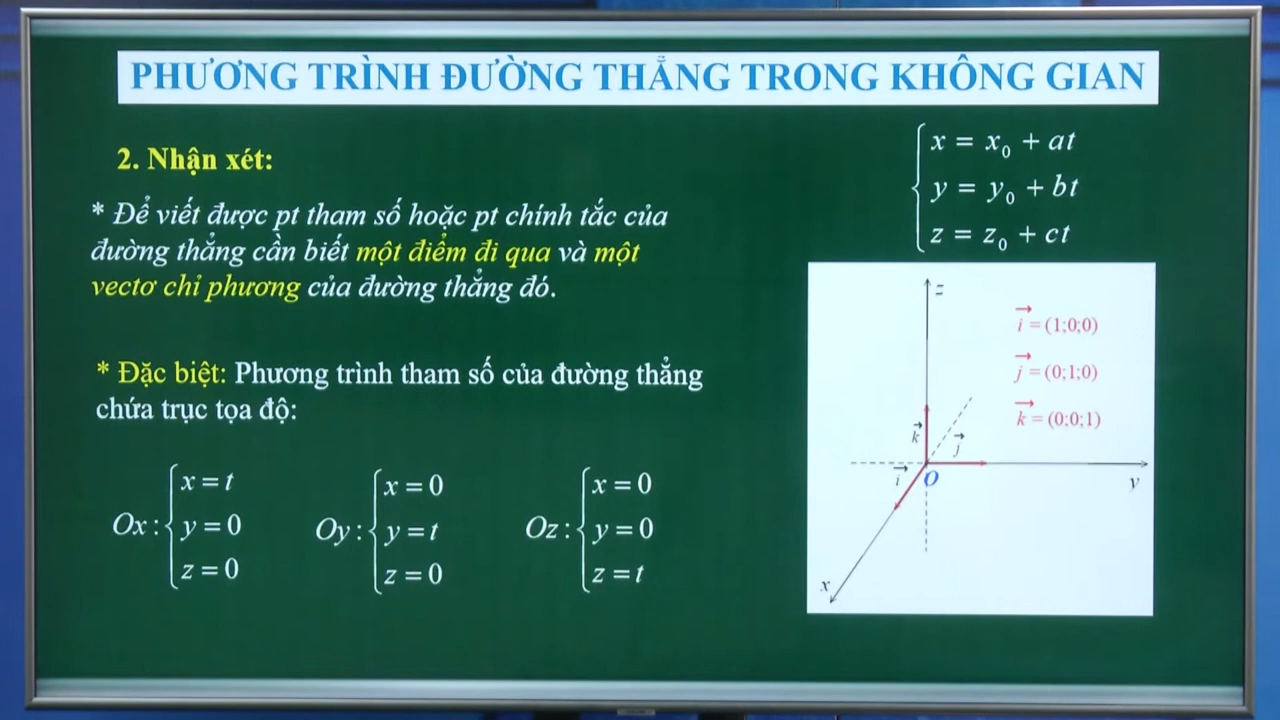 PHƯƠNG TRÌNH ĐƯỜNG THẲNG TRONG KHÔNG GIAN
2. Nhận xét:
* Để viết được pt tham số hoặc pt chính tắc của
đường thẳng cần biết một điểm đi qua và một
vectơ chỉ phương của đường thẳng đó.
* Đặc biệt: Phương trình tham số của đường thẳng
chứa trục tọa độ:
Ox: { x = t
y = 0
z = 0
Oy: { x = 0
y = t
z = 0
Oz: { x = 0
y = 0
z = t
{ x = x₀ + at
y = y₀ + bt
z = z₀ + ct
z
i⃗ = (1;0;0)
j⃗ = (0;1;0)
k⃗ = (0;0;1)
k⃗
j⃗
i⃗
O
y
x